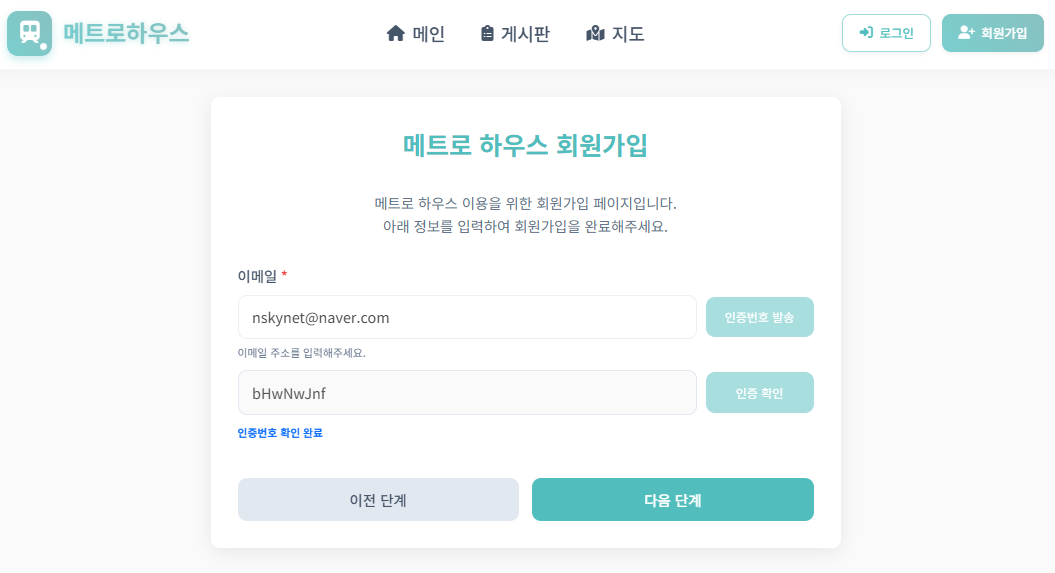 메트로하우스
메인
게시판
지도
로그인
회원가입
메트로 하우스 회원가입
메트로 하우스 이용을 위한 회원가입 페이지입니다.
아래 정보를 입력하여 회원가입을 완료해주세요.
이메일 *
nskynet@naver.com
인증번호 발송
이메일 주소를 입력해주세요.
bHwNwJnf
인증 확인
인증번호 확인 완료
이전 단계
다음 단계